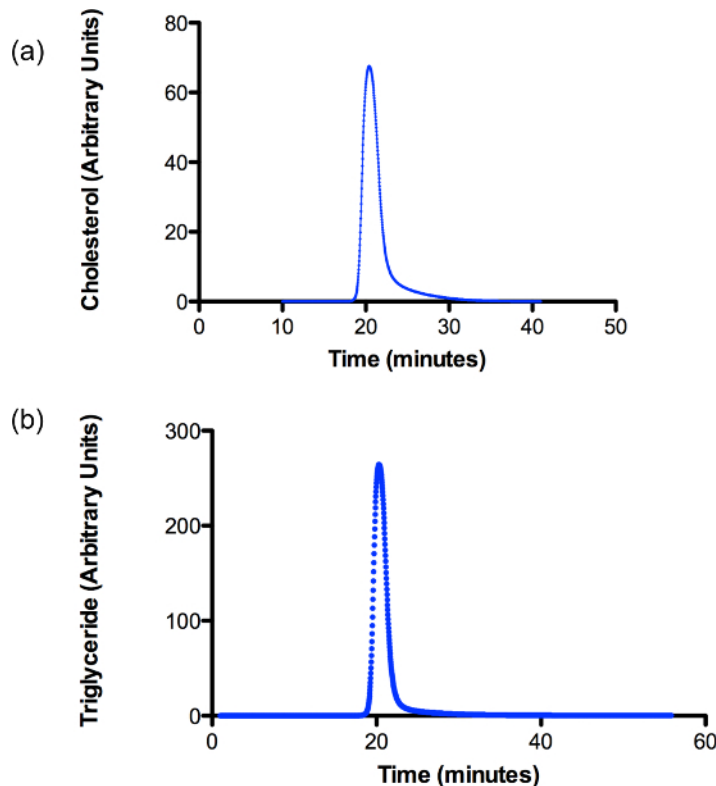 (a)
Cholesterol (Arbitrary Units)
80
60
40
20
0
0 10 20 30 40 50
Time (minutes)
(b)
Triglyceride (Arbitrary Units)
300
200
100
0
0 20 40 60
Time (minutes)